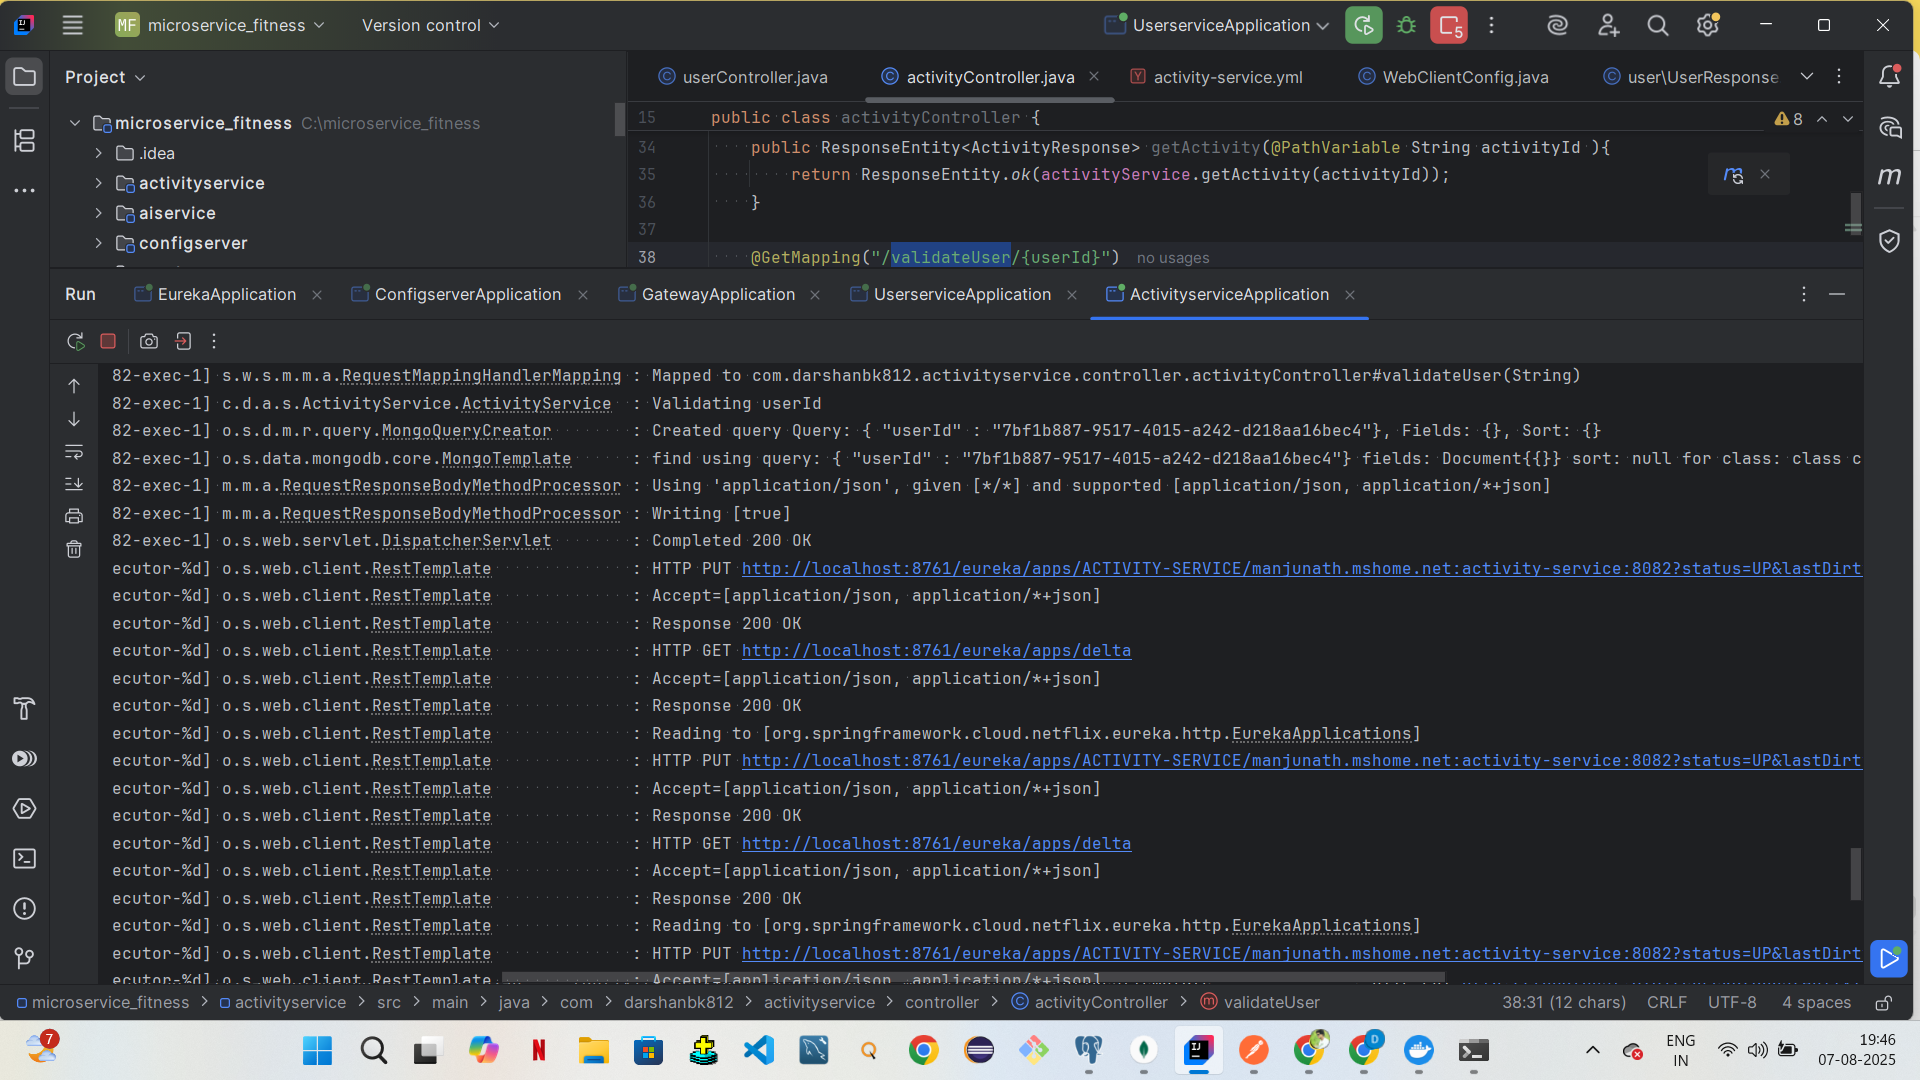 MF microservice_fitness Version control UserserviceApplication 5
Project
userController.java activityController.java activity-service.yml WebClientConfig.java user\UserResponse
microservice_fitness C:\microservice_fitness
.idea
activityservice
aiservice
configserver
15 public class activityController {
8
34 public ResponseEntity<ActivityResponse> getActivity(@PathVariable String activityId ){
35 return ResponseEntity.ok(activityService.getActivity(activityId));
36 }
37
38 @GetMapping("/validateUser/{userId}") no usages
Run EurekaApplication ConfigserverApplication GatewayApplication UserserviceApplication ActivityserviceApplication
82-exec-1] s.w.s.m.m.a.RequestMappingHandlerMapping : Mapped to com.darshanbk812.activityservice.controller.activityController#validateUser(String)
82-exec-1] c.d.a.s.ActivityService.ActivityService : Validating userId
82-exec-1] o.s.d.m.r.query.MongoQueryCreator : Created query Query: { "userId" : "7bf1b887-9517-4015-a242-d218aa16bec4"}, Fields: {}, Sort: {}
82-exec-1] o.s.data.mongodb.core.MongoTemplate : find using query: { "userId" : "7bf1b887-9517-4015-a242-d218aa16bec4"} fields: Document{{}} sort: null for class: class c
82-exec-1] m.m.a.RequestResponseBodyMethodProcessor : Using 'application/json', given [*/*] and supported [application/json, application/*+json]
82-exec-1] m.m.a.RequestResponseBodyMethodProcessor : Writing [true]
82-exec-1] o.s.web.servlet.DispatcherServlet : Completed 200 OK
ecutor-%d] o.s.web.client.RestTemplate : HTTP PUT http://localhost:8761/eureka/apps/ACTIVITY-SERVICE/manjunath.mshome.net:activity-service:8082?status=UP&lastDirt
ecutor-%d] o.s.web.client.RestTemplate : Accept=[application/json, application/*+json]
ecutor-%d] o.s.web.client.RestTemplate : Response 200 OK
ecutor-%d] o.s.web.client.RestTemplate : HTTP GET http://localhost:8761/eureka/apps/delta
ecutor-%d] o.s.web.client.RestTemplate : Accept=[application/json, application/*+json]
ecutor-%d] o.s.web.client.RestTemplate : Response 200 OK
ecutor-%d] o.s.web.client.RestTemplate : Reading to [org.springframework.cloud.netflix.eureka.http.EurekaApplications]
ecutor-%d] o.s.web.client.RestTemplate : HTTP PUT http://localhost:8761/eureka/apps/ACTIVITY-SERVICE/manjunath.mshome.net:activity-service:8082?status=UP&lastDirt
ecutor-%d] o.s.web.client.RestTemplate : Accept=[application/json, application/*+json]
ecutor-%d] o.s.web.client.RestTemplate : Response 200 OK
ecutor-%d] o.s.web.client.RestTemplate : HTTP GET http://localhost:8761/eureka/apps/delta
ecutor-%d] o.s.web.client.RestTemplate : Accept=[application/json, application/*+json]
ecutor-%d] o.s.web.client.RestTemplate : Response 200 OK
ecutor-%d] o.s.web.client.RestTemplate : Reading to [org.springframework.cloud.netflix.eureka.http.EurekaApplications]
ecutor-%d] o.s.web.client.RestTemplate : HTTP PUT http://localhost:8761/eureka/apps/ACTIVITY-SERVICE/manjunath.mshome.net:activity-service:8082?status=UP&lastDirt
ecutor-%d] o.s.web.client.RestTemplate : Accept=[application/json, application/*+json]
microservice_fitness > activityservice > src > main > java > com > darshanbk812 > activityservice > controller > activityController > validateUser 38:31 (12 chars) CRLF UTF-8 4 spaces
7
ENG
IN
19:46
07-08-2025